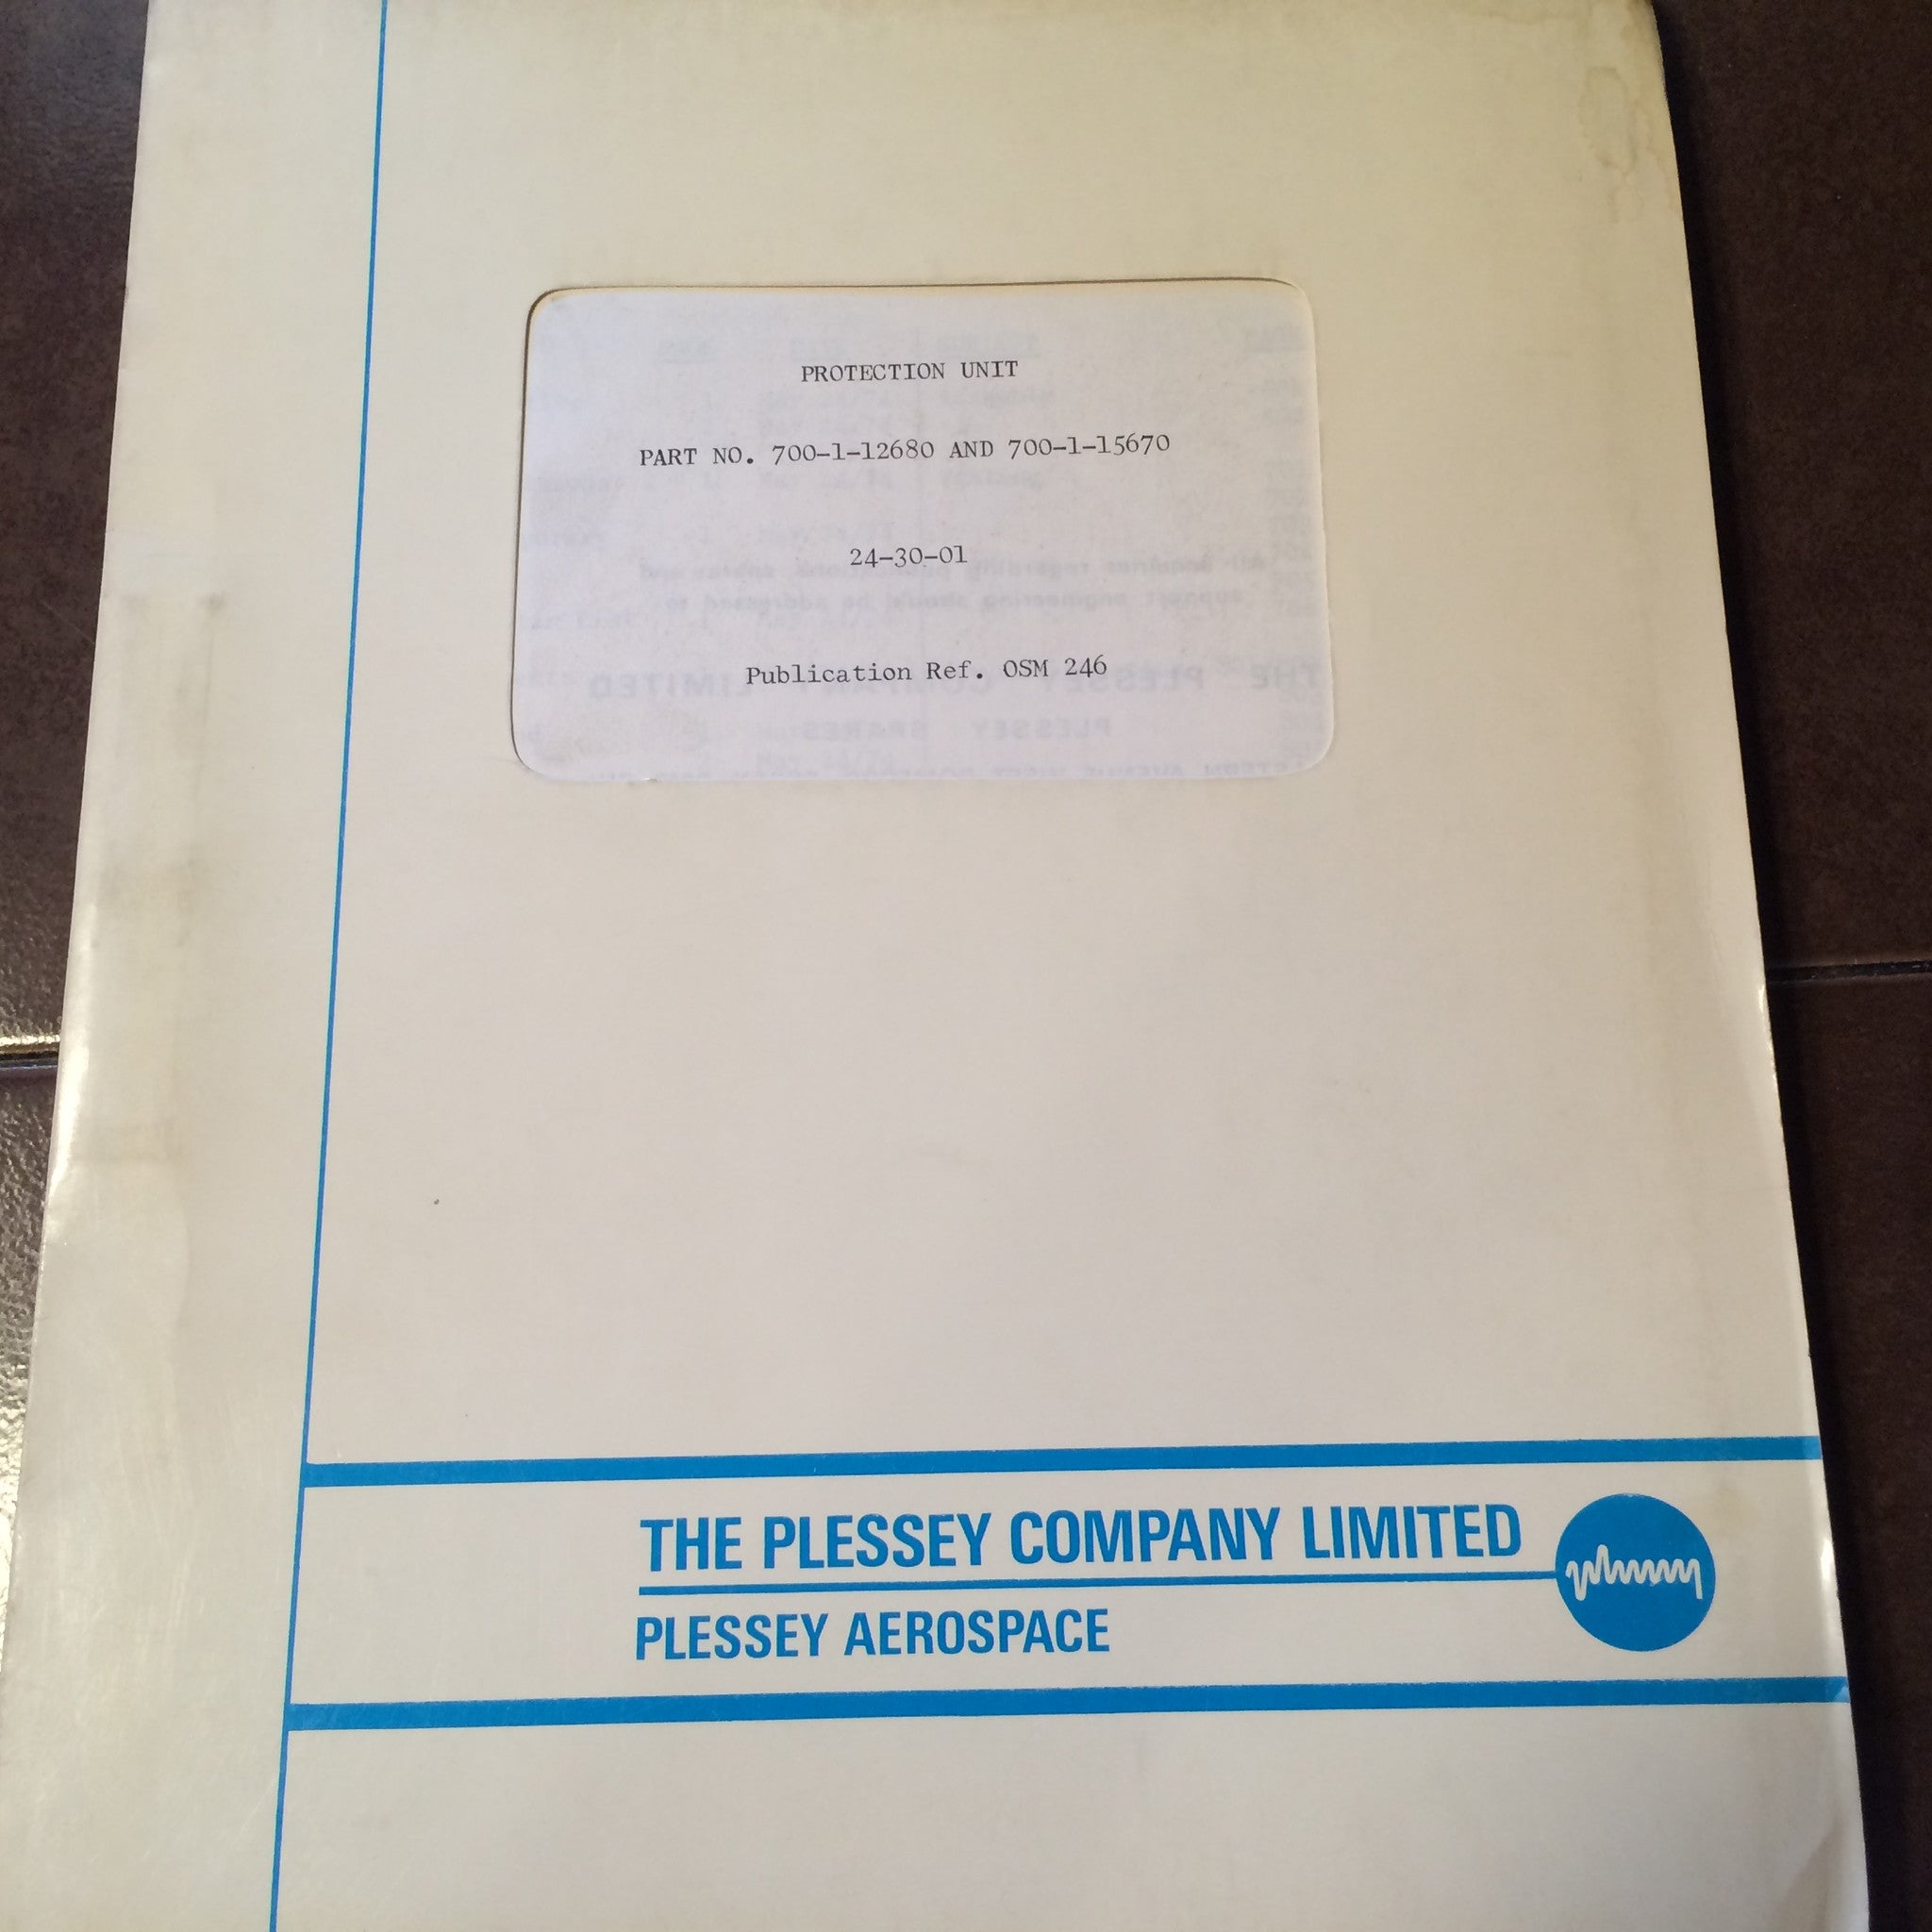 PROTECTION UNIT
PART NO. 700-1-12680 AND 700-1-15670
24-30-01
Publication Ref. OSM 246
THE PLESSEY COMPANY LIMITED
PLESSEY AEROSPACE